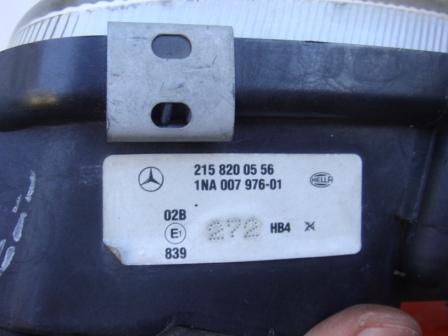 215 820 05 56
1NA 007 976-01
HELLA
02B
E1 272 HB4
839